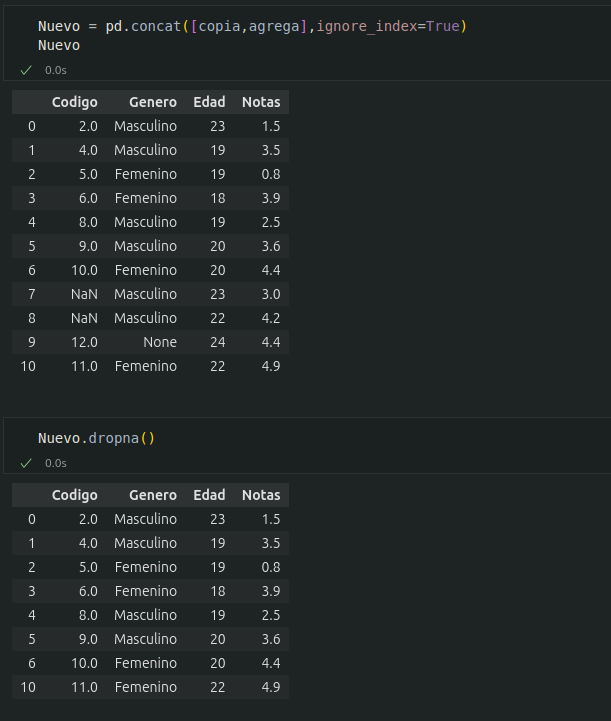 Nuevo = pd.concat([copia,agrega],ignore_index=True)
Nuevo
0.0s
Codigo Genero Edad Notas
0 2.0 Masculino 23 1.5
1 4.0 Masculino 19 3.5
2 5.0 Femenino 19 0.8
3 6.0 Femenino 18 3.9
4 8.0 Masculino 19 2.5
5 9.0 Masculino 20 3.6
6 10.0 Femenino 20 4.4
7 NaN Masculino 23 3.0
8 NaN Masculino 22 4.2
9 12.0 None 24 4.4
10 11.0 Femenino 22 4.9
Nuevo.dropna()
0.0s
Codigo Genero Edad Notas
0 2.0 Masculino 23 1.5
1 4.0 Masculino 19 3.5
2 5.0 Femenino 19 0.8
3 6.0 Femenino 18 3.9
4 8.0 Masculino 19 2.5
5 9.0 Masculino 20 3.6
6 10.0 Femenino 20 4.4
10 11.0 Femenino 22 4.9